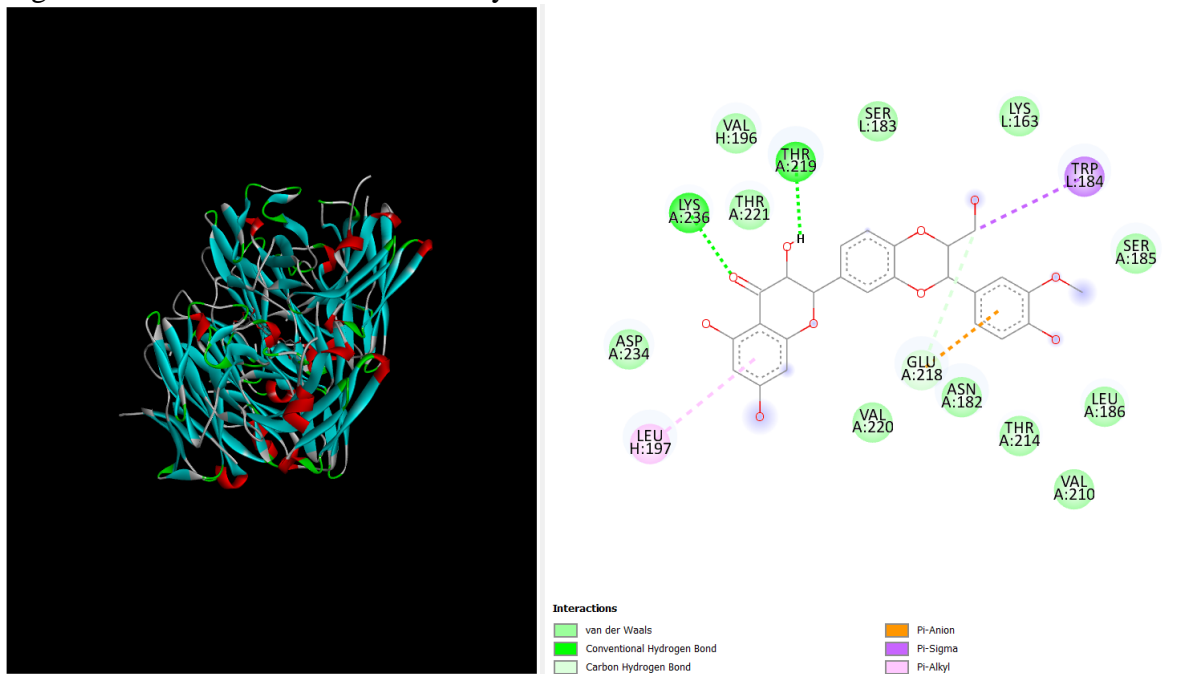 VAL
H:196
SER
L:183
LYS
L:163
THR
A:219
TRP
L:184
LYS
A:236
THR
A:221
H
O
O
O
O
SER
A:185
O
O
O
O
O
O
ASP
A:234
GLU
A:218
ASN
A:182
LEU
A:186
VAL
A:220
THR
A:214
O
LEU
H:197
VAL
A:210
Interactions
van der Waals
Conventional Hydrogen Bond
Carbon Hydrogen Bond
Pi-Anion
Pi-Sigma
Pi-Alkyl